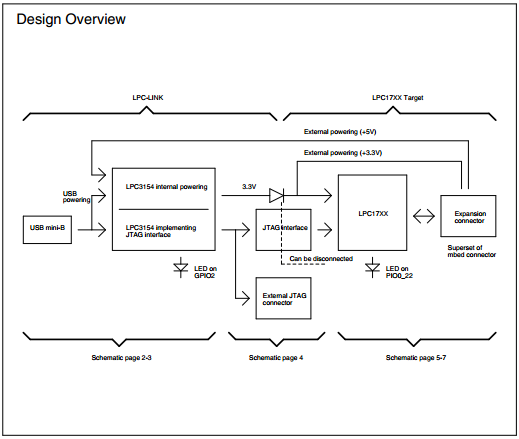 Design Overview
LPC-LINK
LPC17XX Target
External powering (+5V)
External powering (+3.3V)
USB
powering
LPC3154 internal powering
3.3V
LPC17XX
USB mini-B
LPC3154 implementing
JTAG interface
JTAG interface
Expansion
connector
Superset of
mbed connector
Can be disconnected
LED on
GPIO2
LED on
PIO0_22
External JTAG
connector
Schematic page 2-3
Schematic page 4
Schematic page 5-7